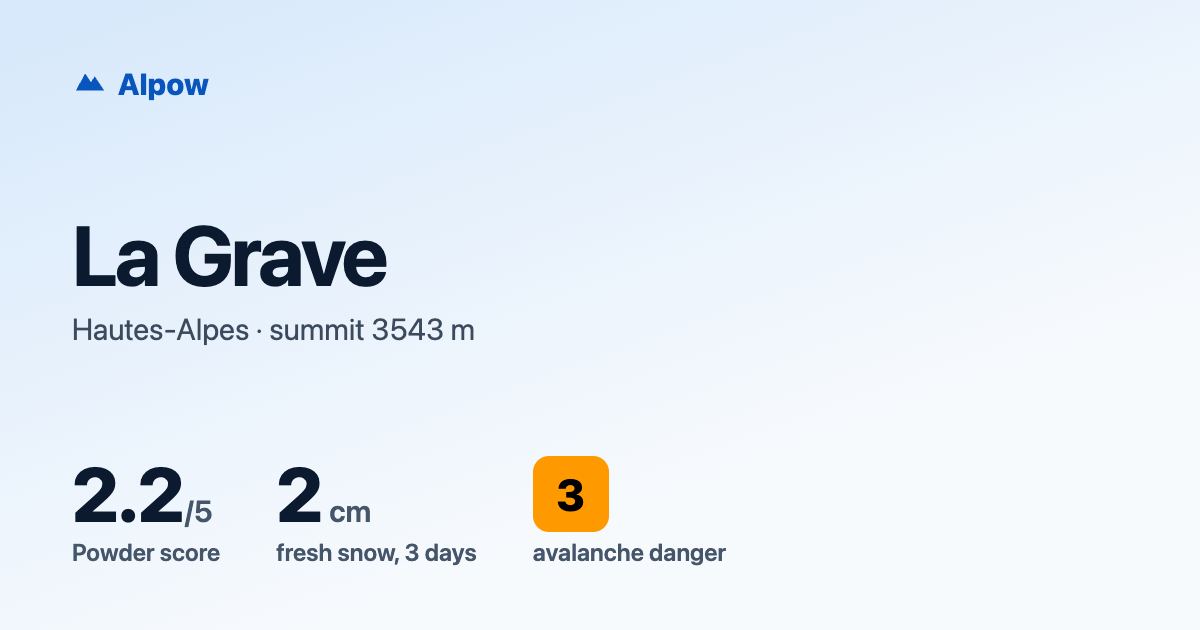 Alpow
La Grave
Hautes-Alpes · summit 3543 m
2.2/5
Powder score
2 cm
fresh snow, 3 days
3
avalanche danger